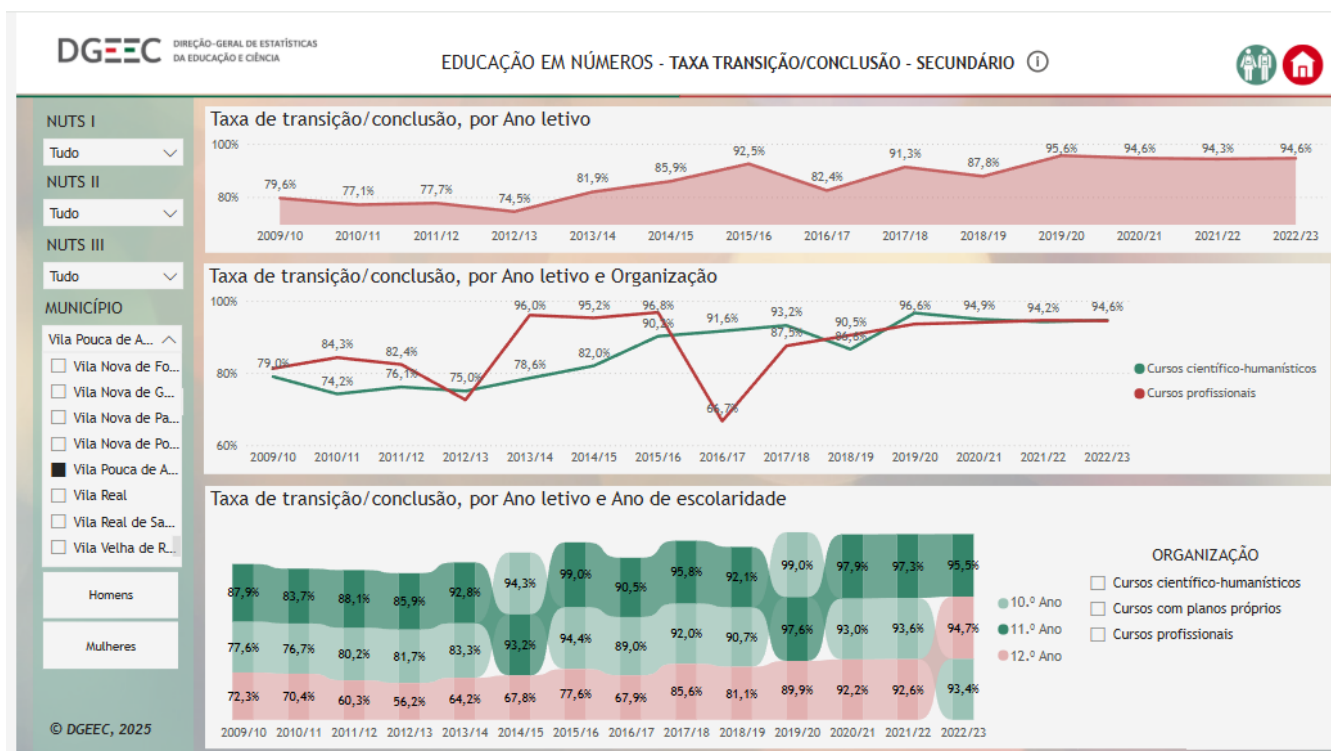 DGEEC DIREÇÃO-GERAL DE ESTATÍSTICAS
DA EDUCAÇÃO E CIÊNCIA
EDUCAÇÃO EM NÚMEROS - TAXA TRANSIÇÃO/CONCLUSÃO - SECUNDÁRIO
NUTS I
Tudo
NUTS II
Tudo
NUTS III
Tudo
MUNICÍPIO
Vila Pouca de A...
Vila Nova de Fo...
Vila Nova de G...
Vila Nova de Pa...
Vila Nova de Po...
Vila Pouca de A...
Vila Real
Vila Real de Sa...
Vila Velha de R...
Homens
Mulheres
© DGEEC, 2025
Taxa de transição/conclusão, por Ano letivo
100%
80%
79,6% 77,1% 77,7% 74,5% 81,9% 85,9% 92,5% 82,4% 91,3% 87,8% 95,6% 94,6% 94,3% 94,6%
2009/10 2010/11 2011/12 2012/13 2013/14 2014/15 2015/16 2016/17 2017/18 2018/19 2019/20 2020/21 2021/22 2022/23
Taxa de transição/conclusão, por Ano letivo e Organização
100%
80%
60%
96,0% 95,2% 96,8% 91,6% 93,2% 90,5% 96,6% 94,9% 94,2% 94,6%
84,3% 82,4% 90,2% 87,5% 86,6%
79,0% 74,2% 76,1% 75,0% 78,6% 82,0% 66,7%
2009/10 2010/11 2011/12 2012/13 2013/14 2014/15 2015/16 2016/17 2017/18 2018/19 2019/20 2020/21 2021/22 2022/23
Cursos científico-humanísticos
Cursos profissionais
Taxa de transição/conclusão, por Ano letivo e Ano de escolaridade
87,9% 83,7% 88,1% 85,9% 92,8% 94,3% 99,0% 90,5% 95,8% 92,1% 99,0% 97,9% 97,3% 95,5%
77,6% 76,7% 80,2% 81,7% 83,3% 93,2% 94,4% 89,0% 92,0% 90,7% 97,6% 93,0% 93,6% 94,7%
72,3% 70,4% 60,3% 56,2% 64,2% 67,8% 77,6% 67,9% 85,6% 81,1% 89,9% 92,2% 92,6% 93,4%
2009/10 2010/11 2011/12 2012/13 2013/14 2014/15 2015/16 2016/17 2017/18 2018/19 2019/20 2020/21 2021/22 2022/23
10.º Ano
11.º Ano
12.º Ano
ORGANIZAÇÃO
Cursos científico-humanísticos
Cursos com planos próprios
Cursos profissionais